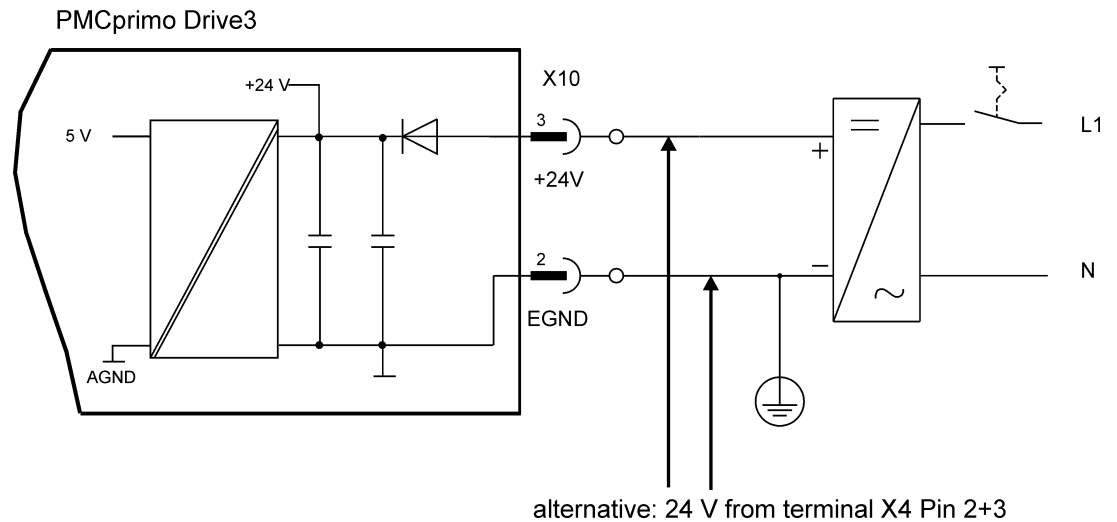 PMCprimo Drive3
+24 V
X10
5 V
3
L1
+
+24V
2
−
N
EGND
AGND
alternative: 24 V from terminal X4 Pin 2+3